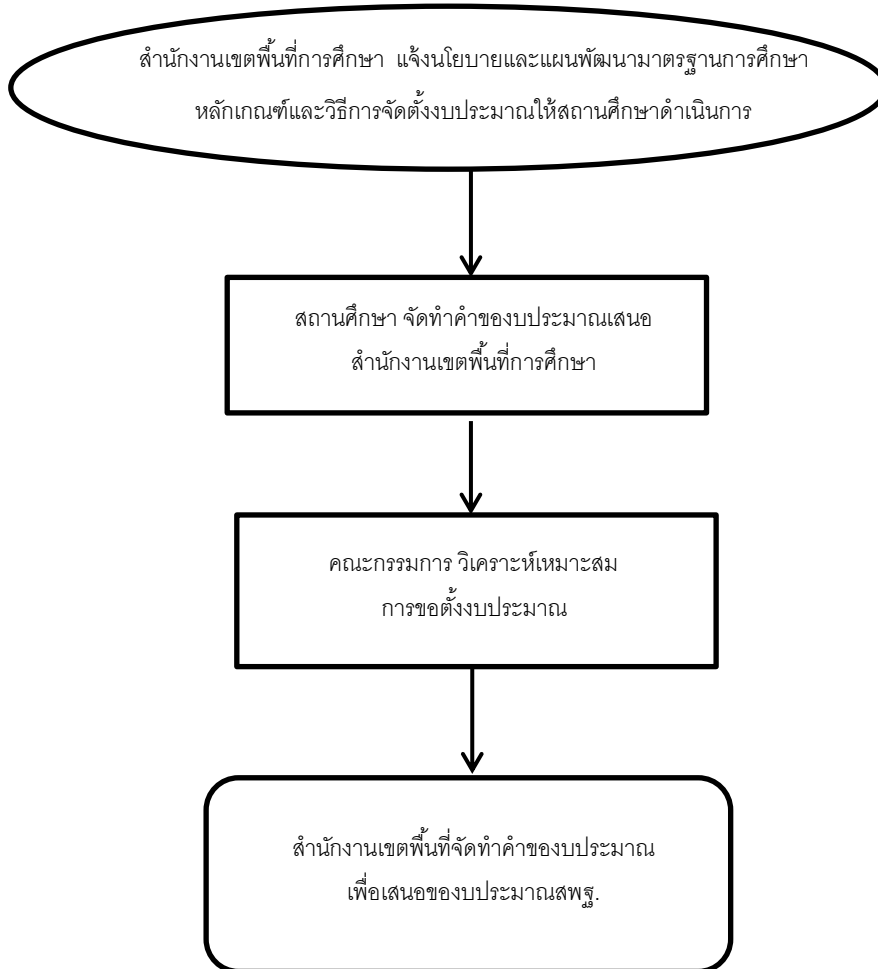 สำนักงานเขตพื้นที่การศึกษา แจ้งนโยบายและแผนพัฒนามาตรฐานการศึกษา
หลักเกณฑ์และวิธีการจัดตั้งงบประมาณให้สถานศึกษาดำเนินการ
สถานศึกษา จัดทำคำของบประมาณเสนอ
สำนักงานเขตพื้นที่การศึกษา
คณะกรรมการ วิเคราะห์เหมาะสม
การขอตั้งงบประมาณ
สำนักงานเขตพื้นที่จัดทำคำของบประมาณ
เพื่อเสนอของบประมาณสพฐ.